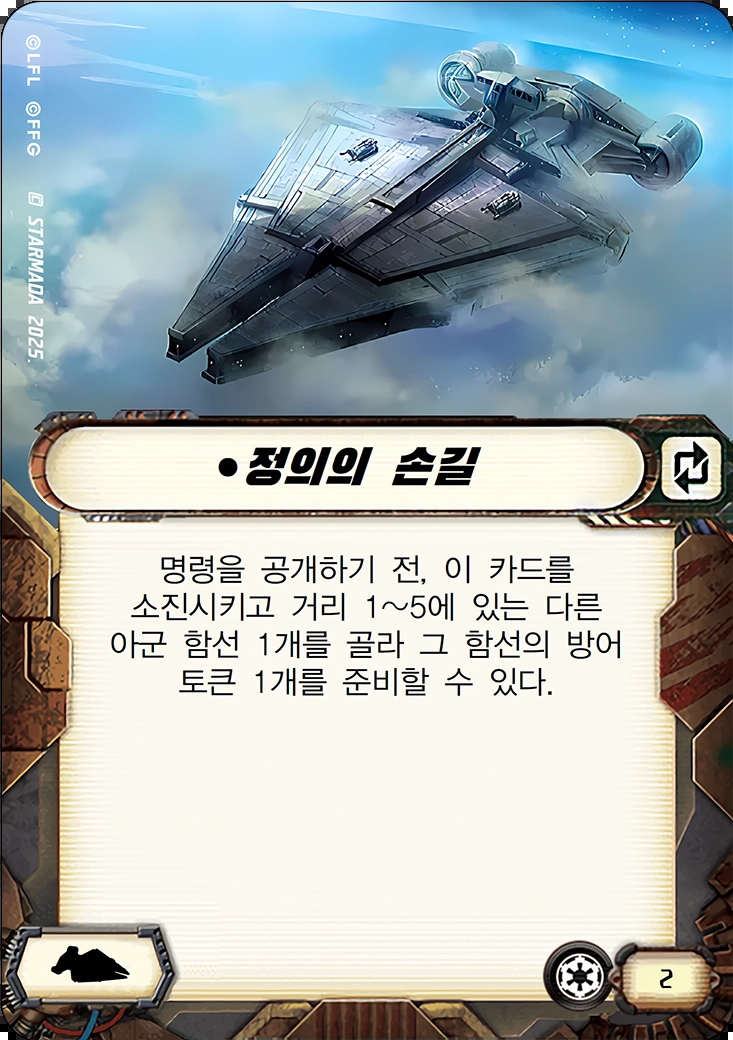 ©LFL ©FFG
STARMADA 2025.
•정의의 손길
명령을 공개하기 전, 이 카드를
소진시키고 거리 1~5에 있는 다른
아군 함선 1개를 골라 그 함선의 방어
토큰 1개를 준비할 수 있다.
2